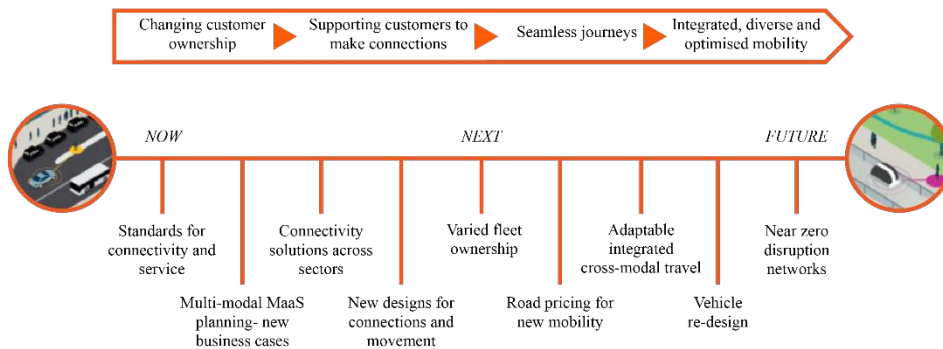 Changing customer
ownership
Supporting customers to
make connections
Seamless journeys
Integrated, diverse and
optimised mobility
NOW
NEXT
FUTURE
Standards for
connectivity and
service
Multi-modal MaaS
planning- new
business cases
Connectivity
solutions across
sectors
New designs for
connections and
movement
Varied fleet
ownership
Road pricing for
new mobility
Adaptable
integrated
cross-modal travel
Vehicle
re-design
Near zero
disruption
networks